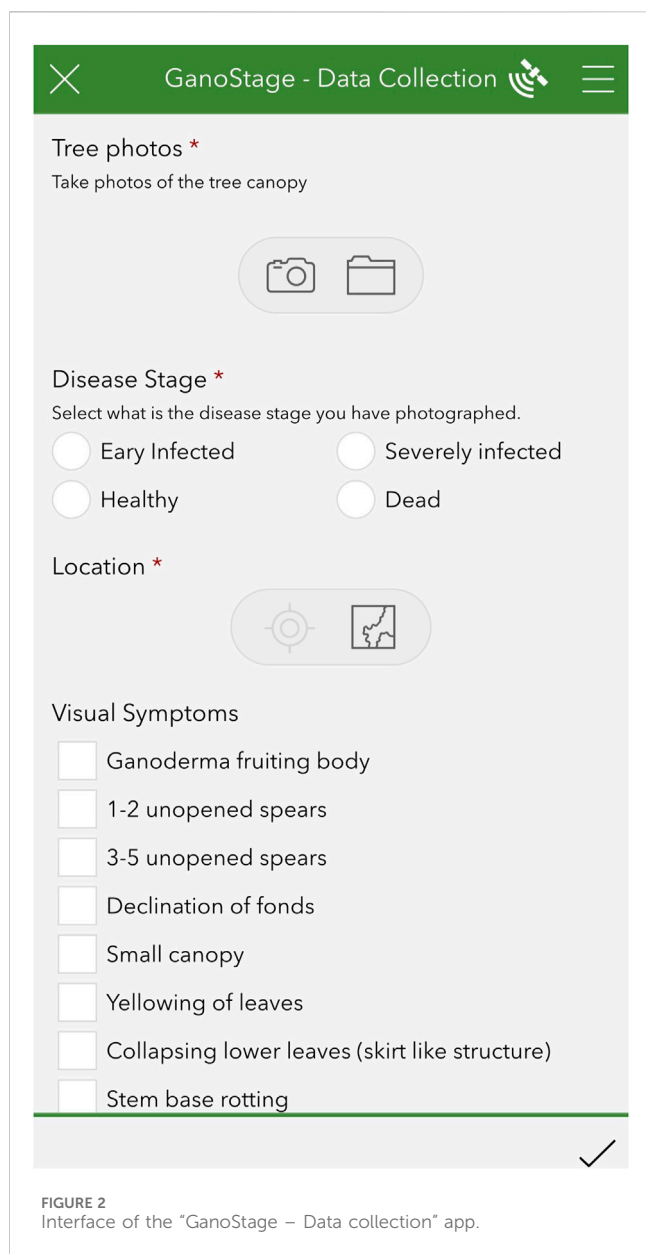 GanoStage - Data Collection
Tree photos *
Take photos of the tree canopy
Disease Stage *
Select what is the disease stage you have photographed.
Eary Infected
Severely infected
Healthy
Dead
Location *
Visual Symptoms
Ganoderma fruiting body
1-2 unopened spears
3-5 unopened spears
Declination of fonds
Small canopy
Yellowing of leaves
Collapsing lower leaves (skirt like structure)
Stem base rotting
FIGURE 2
Interface of the “GanoStage – Data collection” app.